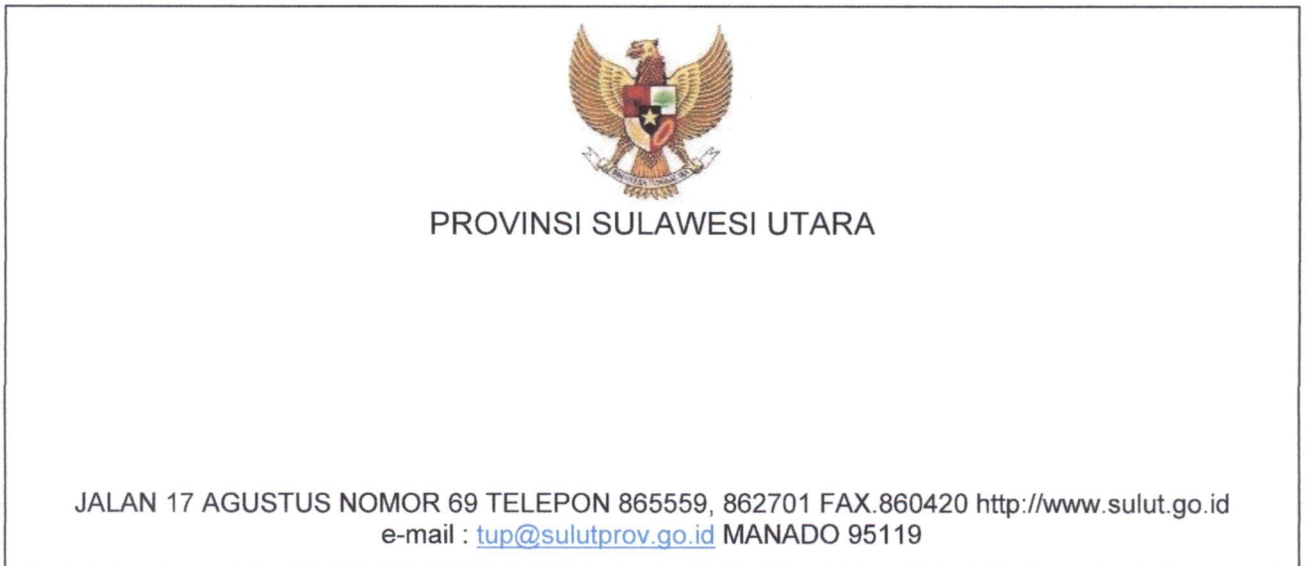 PROVINSI SULAWESI UTARA
JALAN 17 AGUSTUS NOMOR 69 TELEPON 865559, 862701 FAX.860420 http://www.sulut.go.id
e-mail : tup@sulutprov.go.id MANADO 95119